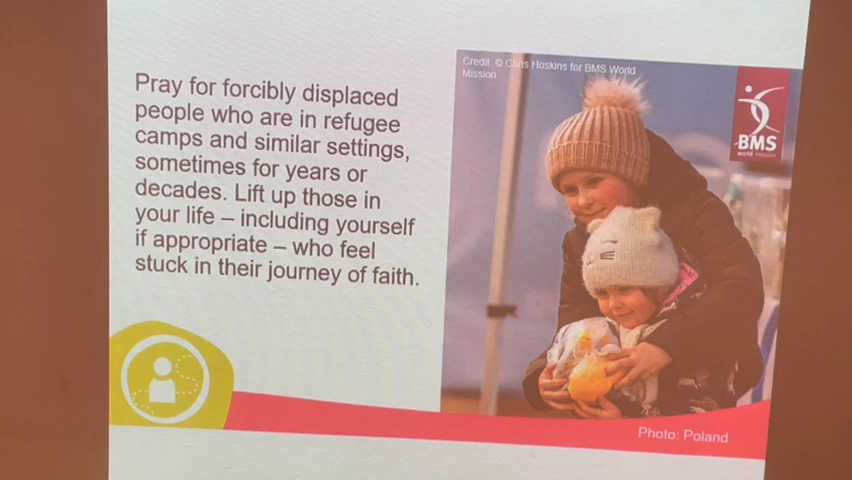 Pray for forcibly displaced
people who are in refugee
camps and similar settings,
sometimes for years or
decades. Lift up those in
your life – including yourself
if appropriate – who feel
stuck in their journey of faith.
Credit: © Chris Hoskins for BMS World
Mission
BMS
world mission
Photo: Poland